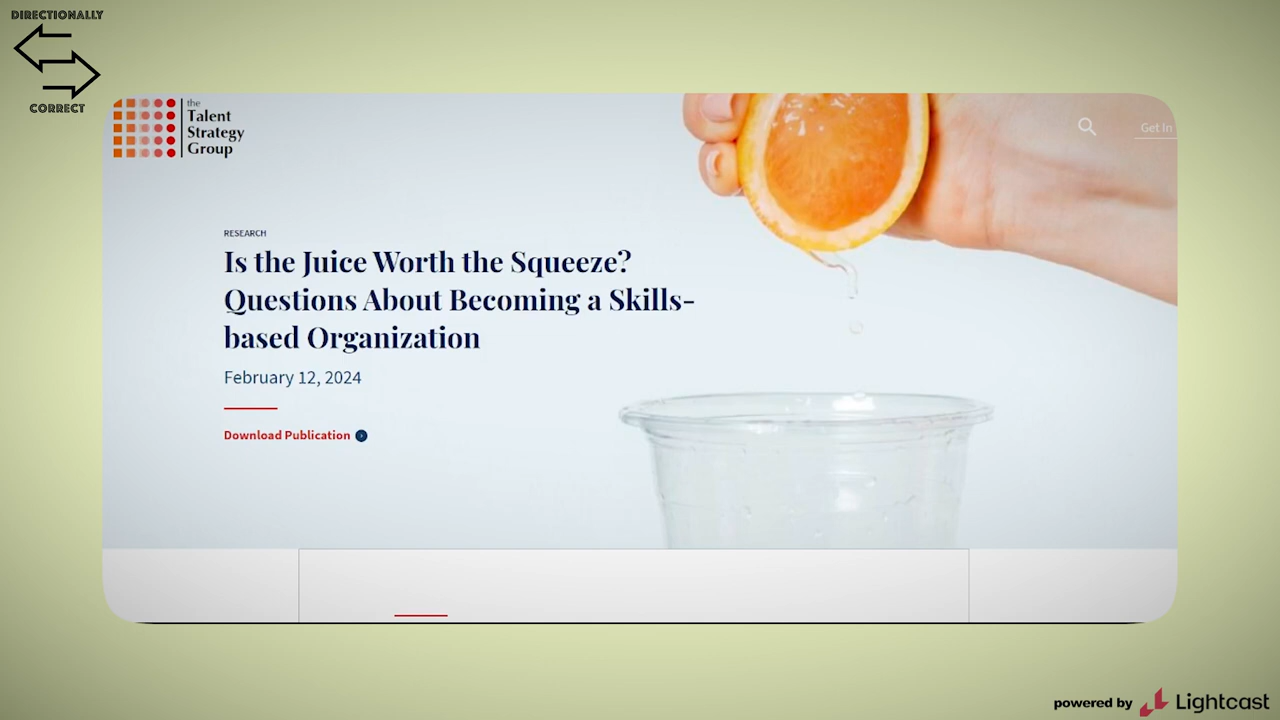 DIRECTIONALLY
CORRECT
the
Talent
Strategy
Group
Get In
RESEARCH
Is the Juice Worth the Squeeze?
Questions About Becoming a Skills-
based Organization
February 12, 2024
Download Publication
powered by Lightcast